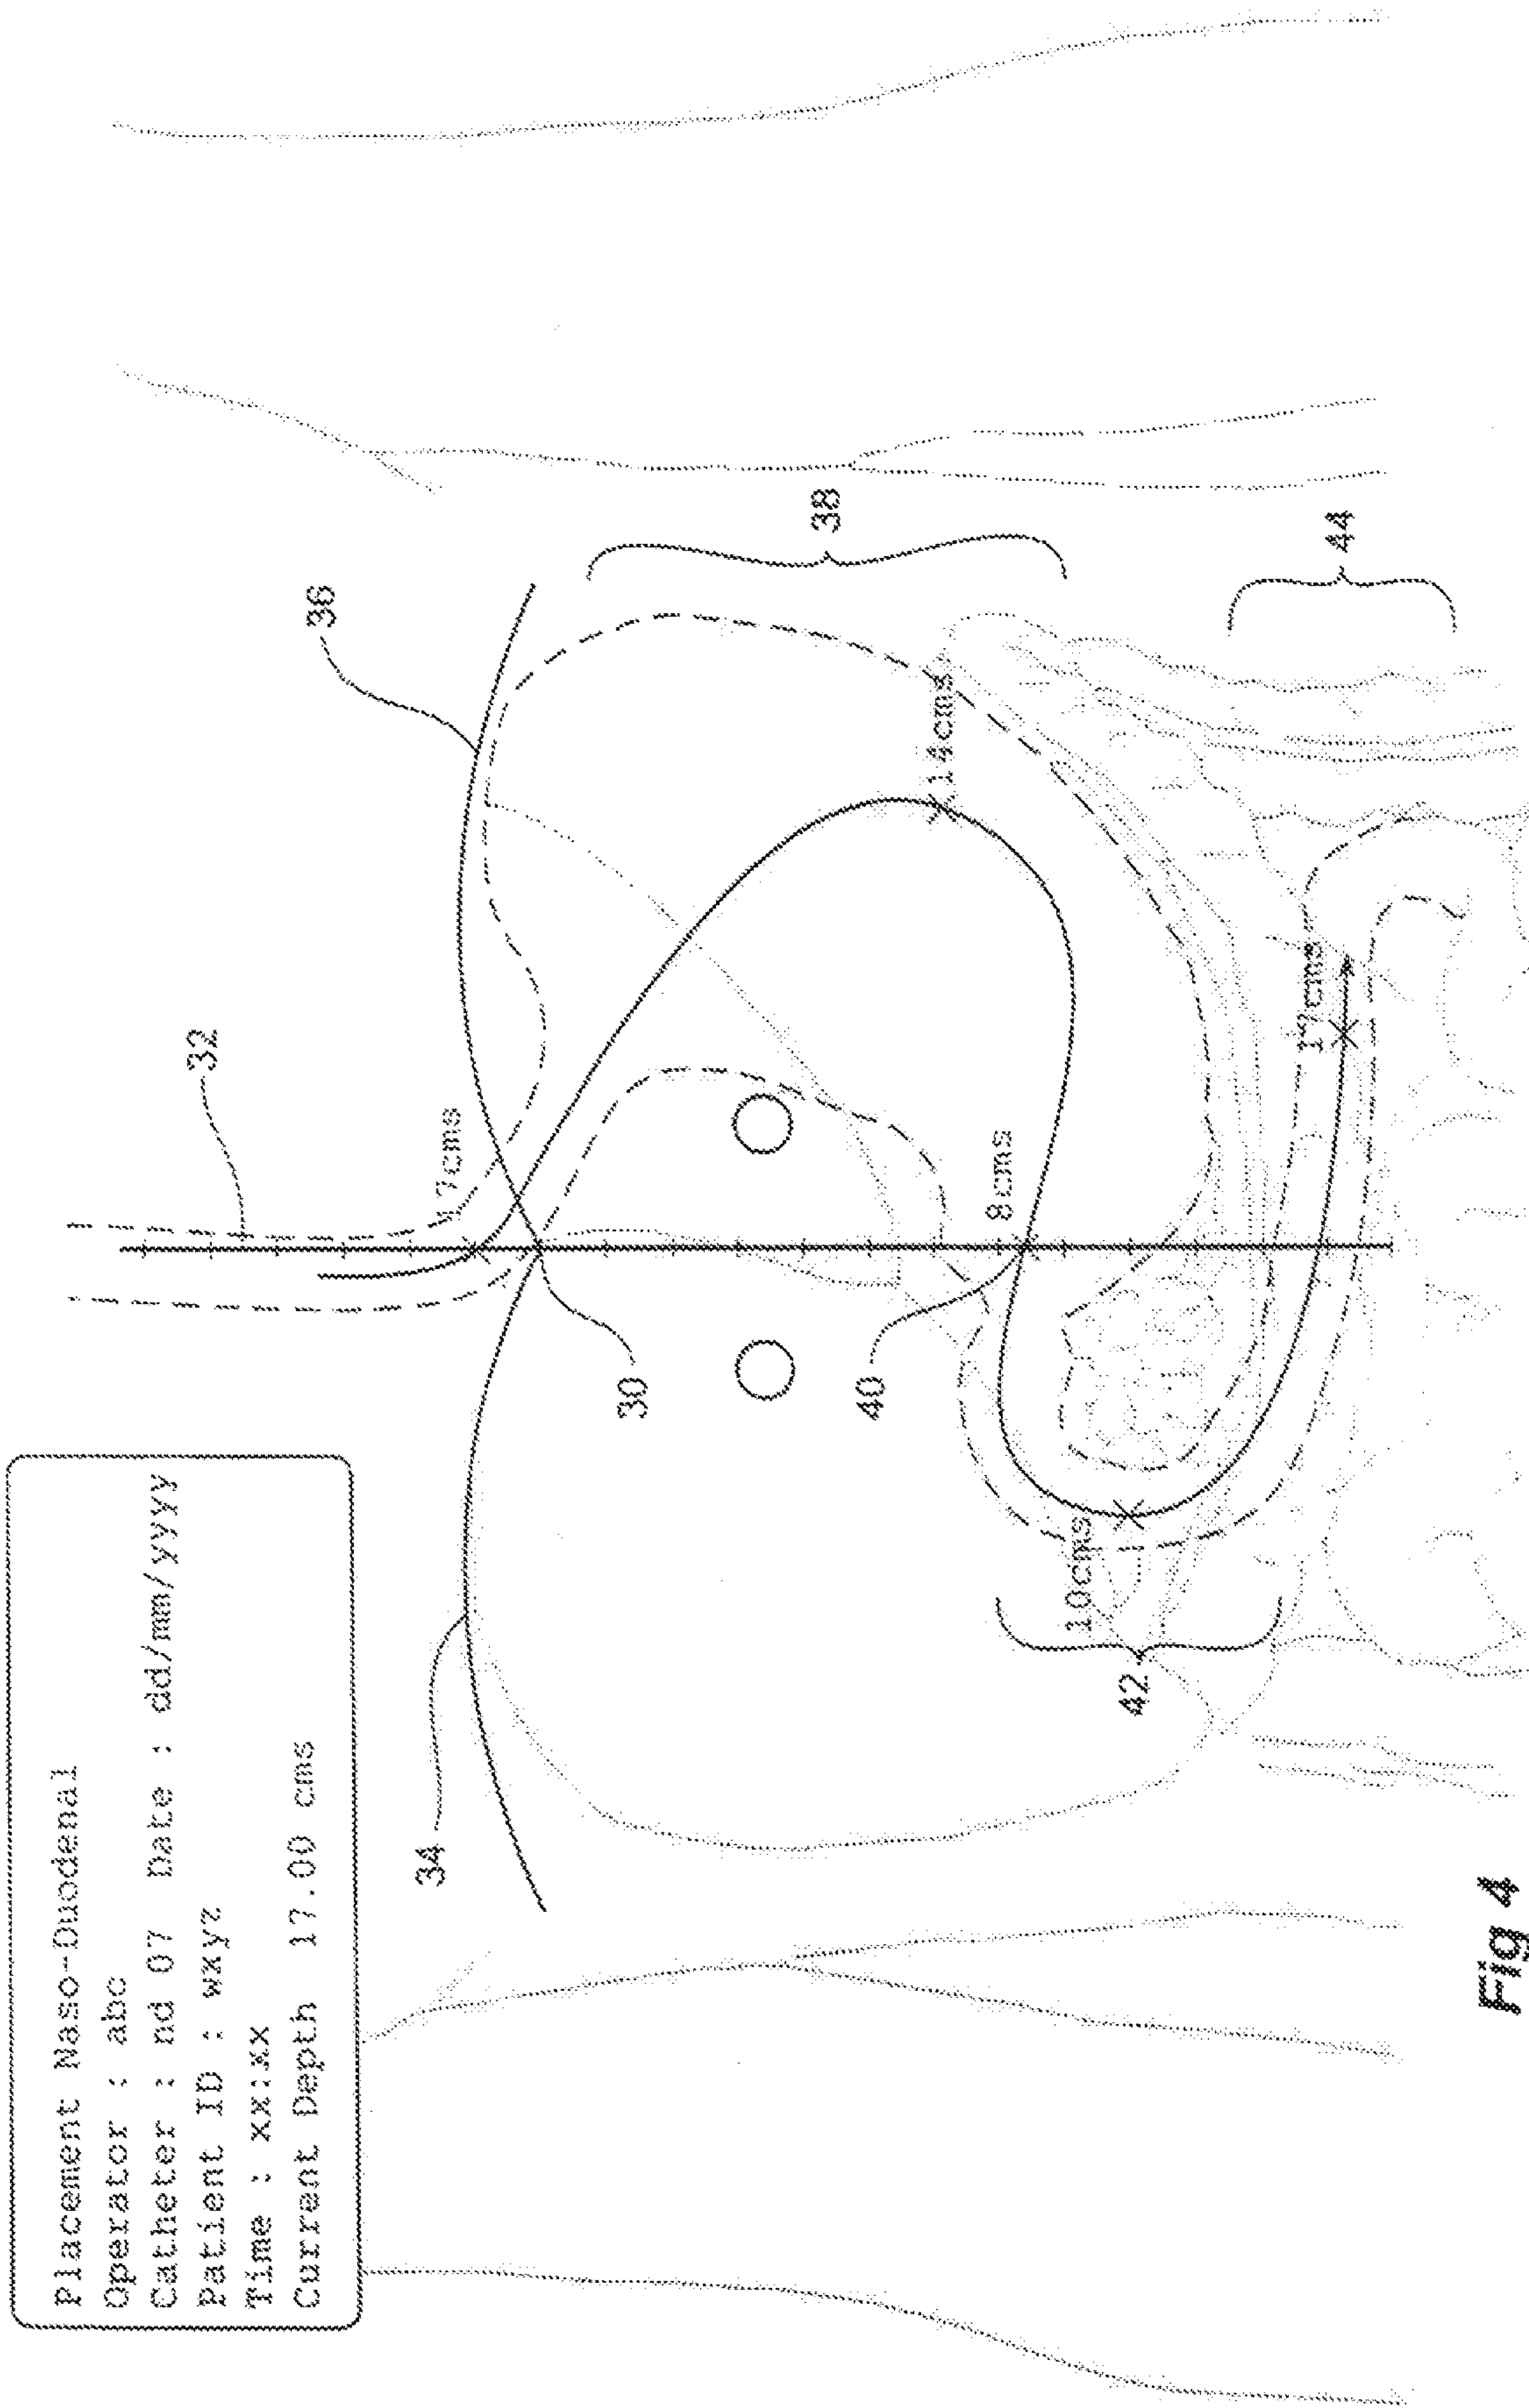 Placement Naso-Duodenal
Operator : abc
Catheter : nd 07 Date : dd/mm/yyyy
Patient ID : wxyz
Time : xx:xx
Current Depth 17.00 cms
32
36
34
17cms
30
38
14cms
40
8cms
10cms
42
17cms
44
Fig 4